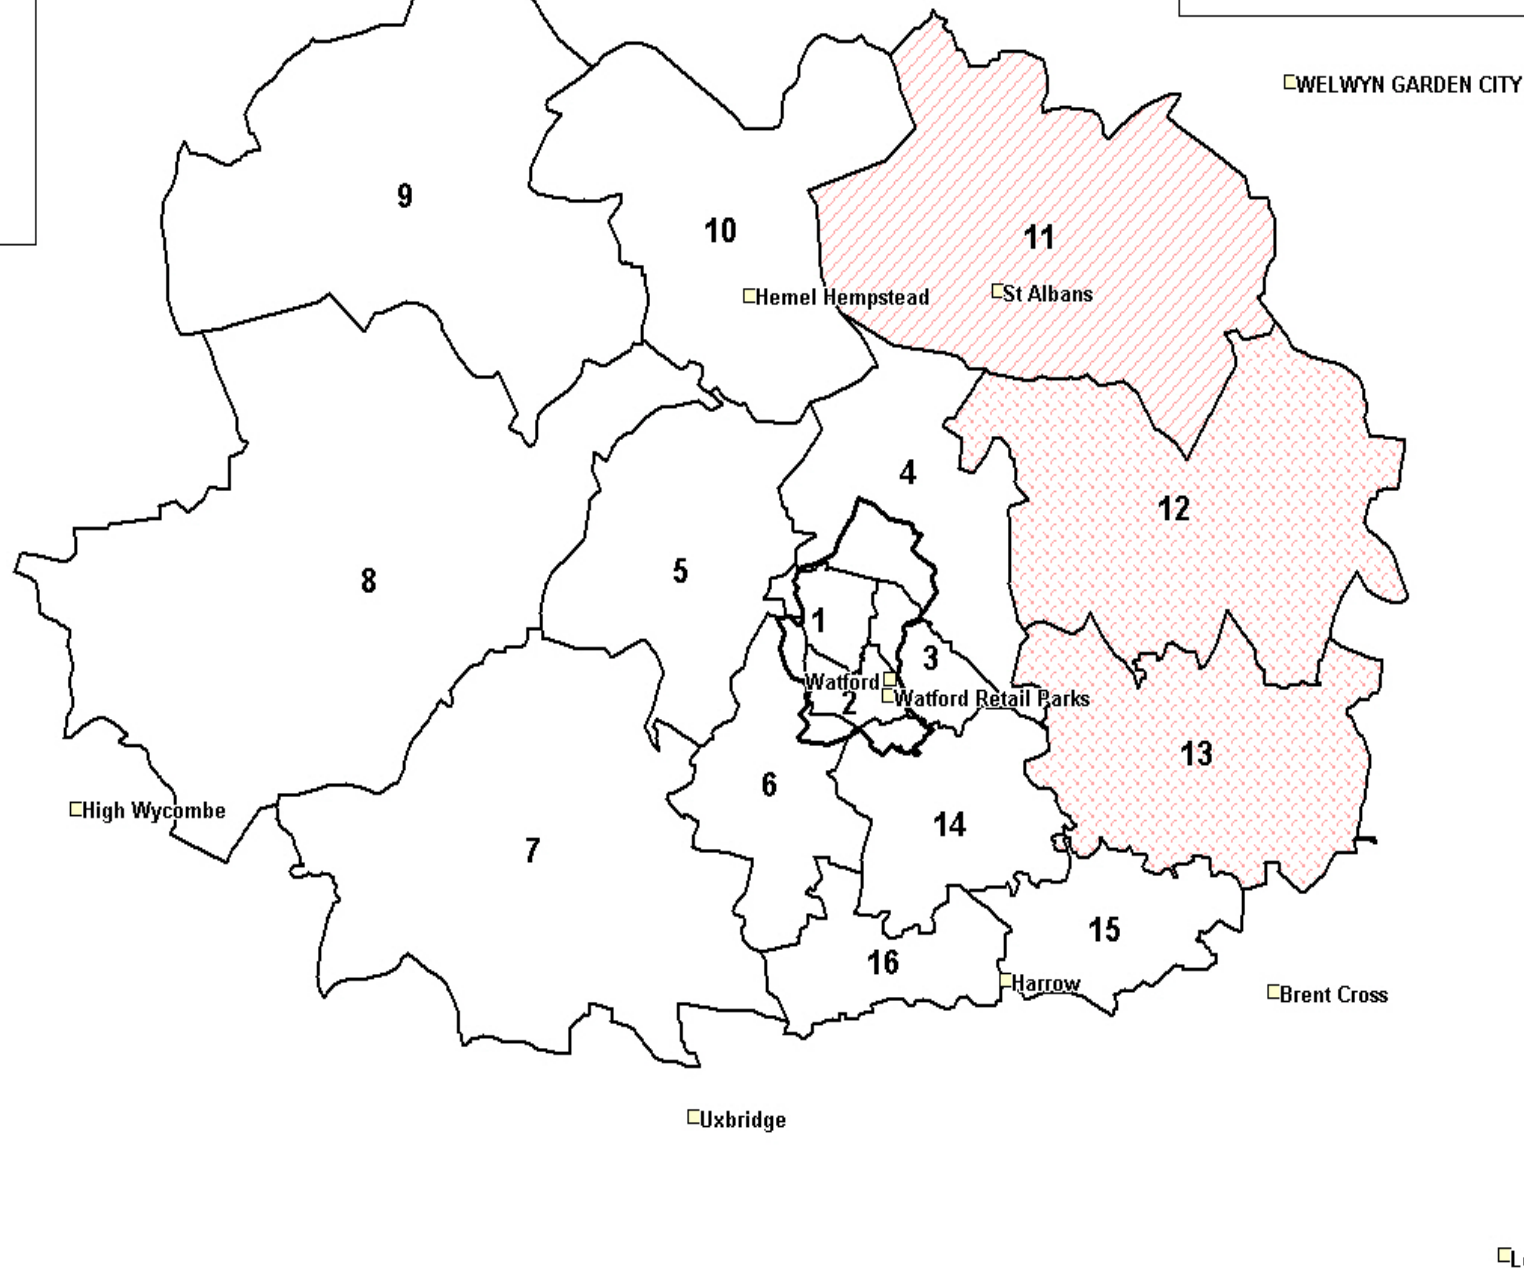 WELWYN GARDEN CITY
9
10
11
Hemel Hempstead
St Albans
4
12
5
8
1
3
Watford
2
Watford Retail Parks
13
6
14
High Wycombe
7
15
16
Harrow
Brent Cross
Uxbridge